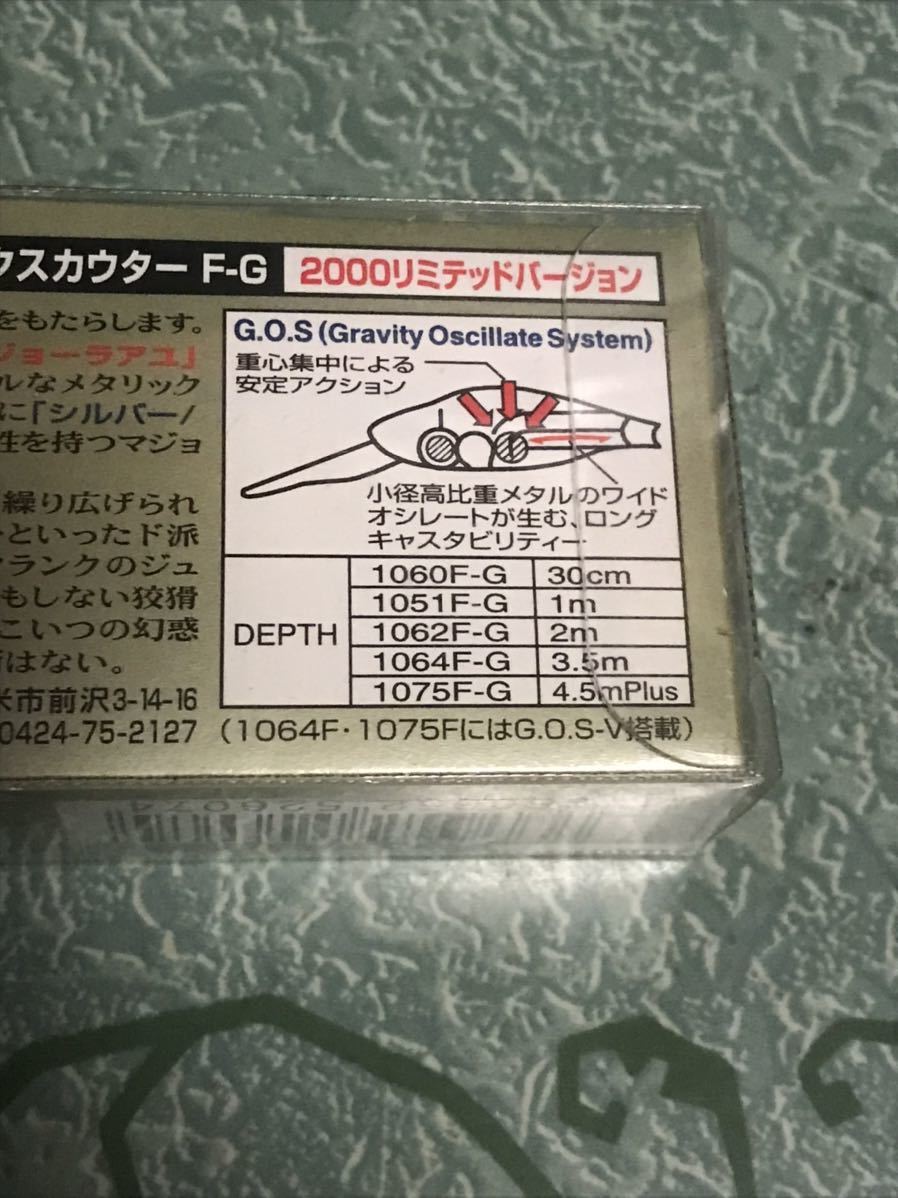 クスカウター F-G 2000リミテッドバージョン
をもたらします。
ジョーラアユ」
ルなメタリック
に「シルバー/
性を持つマジョ
繰り広げられ
といったド派
クランクのジュ
もしない狡猾
こいつの幻惑
はない。
米市前沢3-14-16
0424-75-2127
G.O.S (Gravity Oscillate System)
重心集中による
安定アクション
小径高比重メタルのワイド
オシレートが生む、ロング
キャスタビリティー
DEPTH
1060F-G 30cm
1051F-G 1m
1062F-G 2m
1064F-G 3.5m
1075F-G 4.5mPlus
(1064F・1075FにはG.O.S-V搭載)